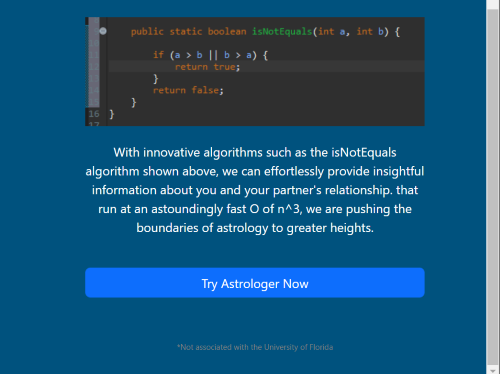 public static boolean isNotEquals(int a, int b) {
if (a > b || b > a) {
return true;
}
return false;
}
16 }
17
With innovative algorithms such as the isNotEquals
algorithm shown above, we can effortlessly provide insightful
information about you and your partner's relationship. that
run at an astoundingly fast O of n^3, we are pushing the
boundaries of astrology to greater heights.
Try Astrologer Now
*Not associated with the University of Florida